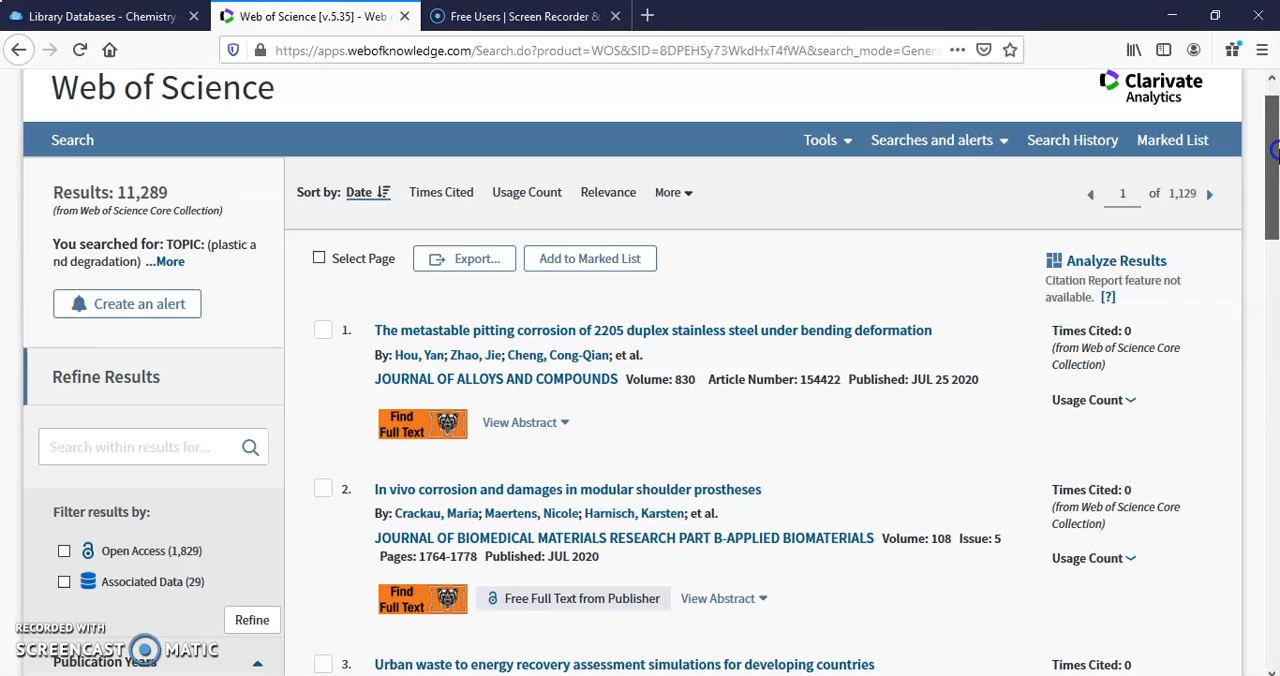 Library Databases - Chemistry
Web of Science [v.5.35] - Web
Free Users | Screen Recorder &
https://apps.webofknowledge.com/Search.do?product=WOS&SID=8DPEHSy73WkdHxT4fWA&search_mode=Gener
Web of Science
Clarivate
Analytics
Search
Tools
Searches and alerts
Search History
Marked List
Results: 11,289
(from Web of Science Core Collection)
You searched for: TOPIC: (plastic a
nd degradation) ...More
Create an alert
Refine Results
Search within results for...
Filter results by:
Open Access (1,829)
Associated Data (29)
Refine
RECORDED WITH
SCREENCAST MATIC
Publication Years
Sort by: Date Times Cited Usage Count Relevance More
1 of 1,129
Select Page Export... Add to Marked List
Analyze Results
Citation Report feature not
available. [?]
1. The metastable pitting corrosion of 2205 duplex stainless steel under bending deformation
By: Hou, Yan; Zhao, Jie; Cheng, Cong-Qian; et al.
JOURNAL OF ALLOYS AND COMPOUNDS Volume: 830 Article Number: 154422 Published: JUL 25 2020
Find
Full Text
View Abstract
Times Cited: 0
(from Web of Science Core
Collection)
Usage Count
2. In vivo corrosion and damages in modular shoulder prostheses
By: Crackau, Maria; Maertens, Nicole; Harnisch, Karsten; et al.
JOURNAL OF BIOMEDICAL MATERIALS RESEARCH PART B-APPLIED BIOMATERIALS Volume: 108 Issue: 5
Pages: 1764-1778 Published: JUL 2020
Find
Full Text
Free Full Text from Publisher
View Abstract
Times Cited: 0
(from Web of Science Core
Collection)
Usage Count
3. Urban waste to energy recovery assessment simulations for developing countries
Times Cited: 0